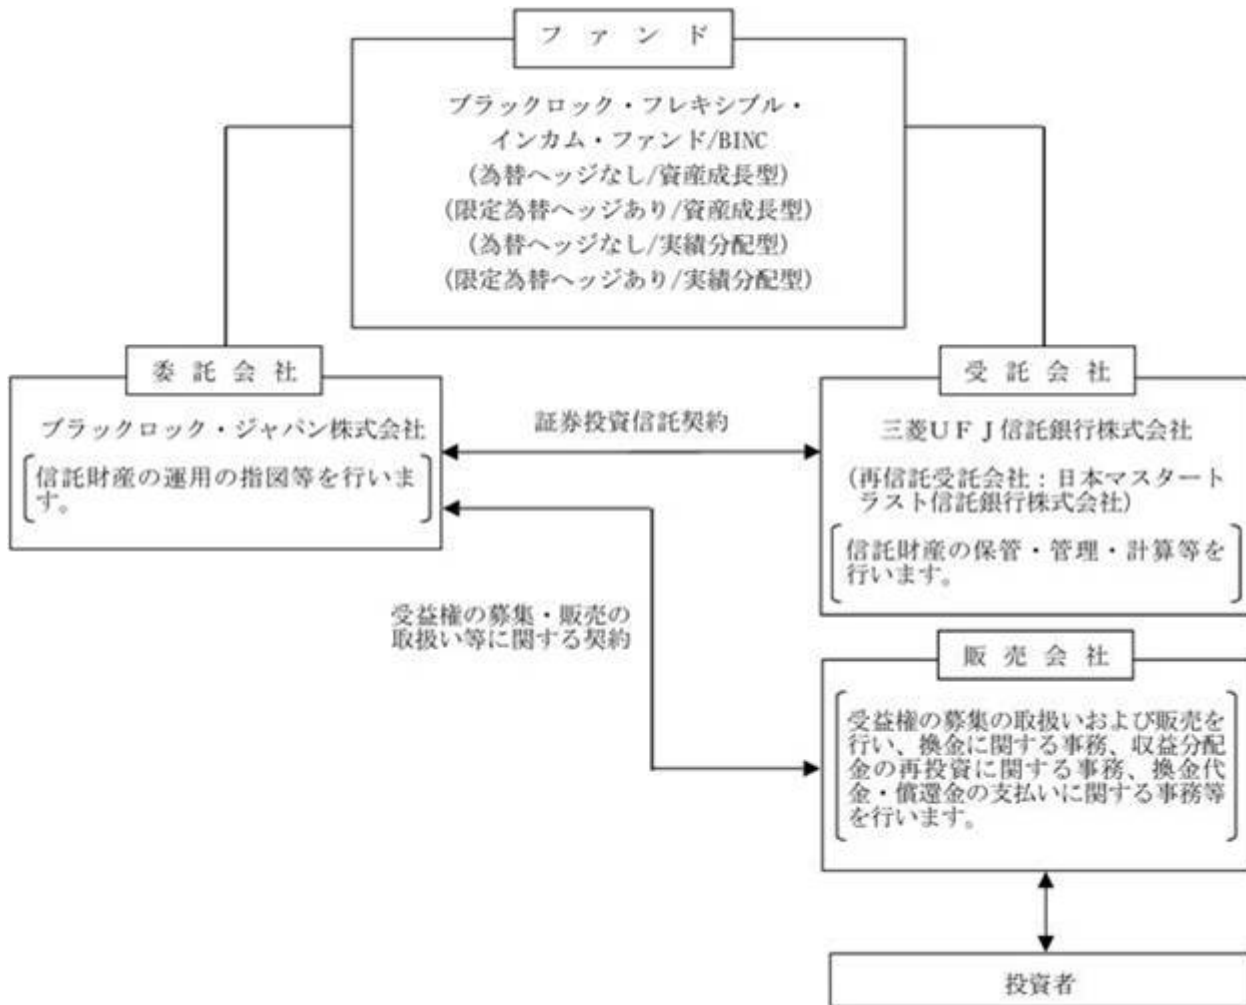 ファンド
ブラックロック・フレキシブル・
インカム・ファンド/BINC
(為替ヘッジなし/資産成長型)
(限定為替ヘッジあり/資産成長型)
(為替ヘッジなし/実績分配型)
(限定為替ヘッジあり/実績分配型)
委託会社
ブラックロック・ジャパン株式会社
信託財産の運用の指図等を行いま
す。
証券投資信託契約
受託会社
三菱UFJ信託銀行株式会社
(再信託受託会社:日本マスタート
ラスト信託銀行株式会社)
信託財産の保管・管理・計算等を
行います。
受益権の募集・販売の
取扱い等に関する契約
販売会社
受益権の募集の取扱いおよび販売を
行い、換金に関する事務、収益分配
金の再投資に関する事務、換金代
金・償還金の支払いに関する事務等
を行います。
投資者